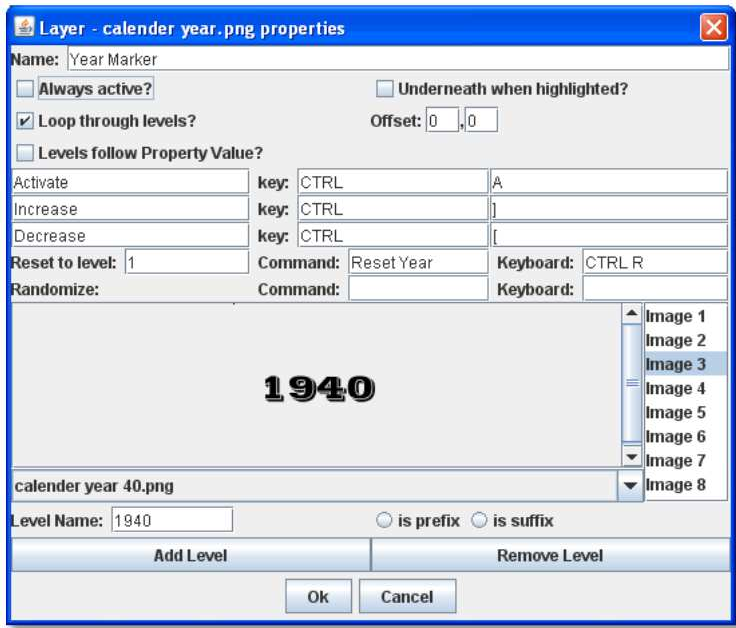 Layer - calender year.png properties
Name: Year Marker
Always active? Underneath when highlighted?
Loop through levels? Offset: 0 ,0
Levels follow Property Value?
Activate key: CTRL A
Increase key: CTRL ]
Decrease key: CTRL [
Reset to level: 1 Command: Reset Year Keyboard: CTRL R
Randomize: Command: Keyboard:
Image 1
Image 2
Image 3
1940
Image 4
Image 5
Image 6
Image 7
Image 8
calender year 40.png
Level Name: 1940 is prefix is suffix
Add Level Remove Level
Ok Cancel